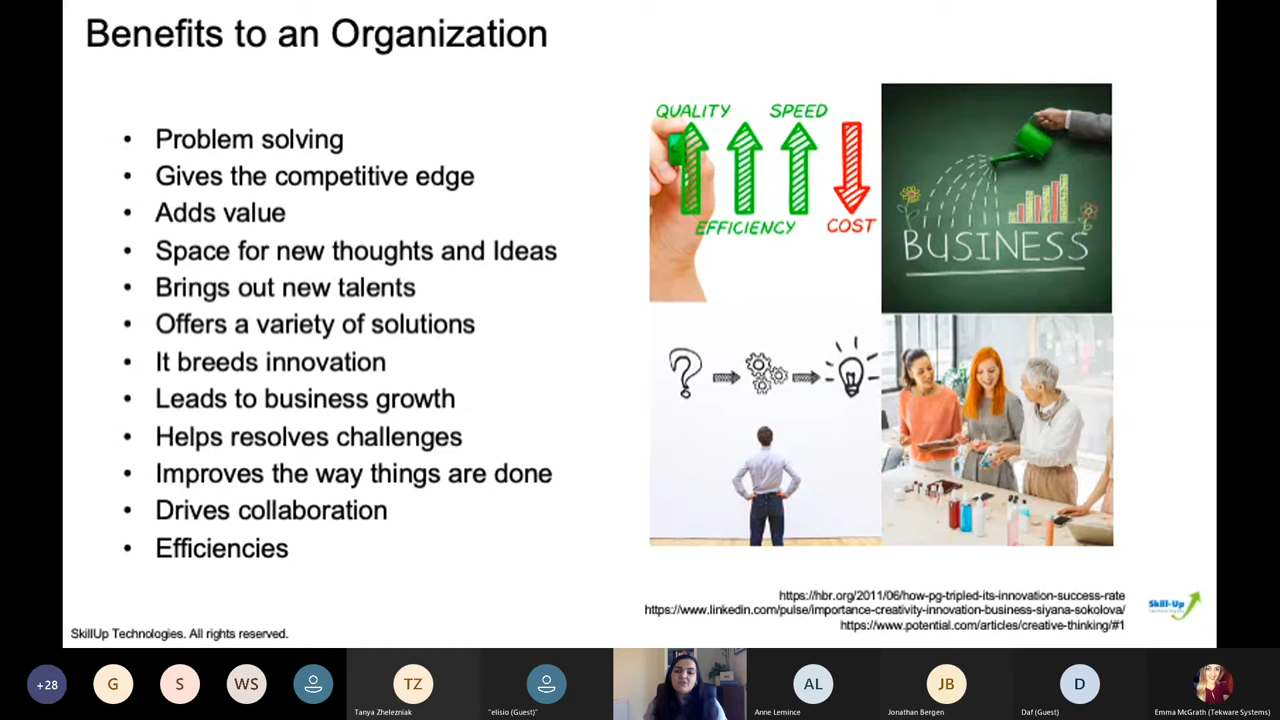 Benefits to an Organization
• Problem solving
• Gives the competitive edge
• Adds value
• Space for new thoughts and Ideas
• Brings out new talents
• Offers a variety of solutions
• It breeds innovation
• Leads to business growth
• Helps resolves challenges
• Improves the way things are done
• Drives collaboration
• Efficiencies
QUALITY SPEED
EFFICIENCY COST
BUSINESS
?
https://hbr.org/2011/06/how-pg-tripled-its-innovation-success-rate
https://www.linkedin.com/pulse/importance-creativity-innovation-business-siyana-sokolova/
https://www.potential.com/articles/creative-thinking/#1
Skill-Up
SkillUp Technologies. All rights reserved.
+28 G S WS TZ AL JB D
Tanya Zhelezniak "elisio (Guest)" Anne Lemince Jonathan Bergen Daf (Guest) Emma McGrath (Tekware Systems)